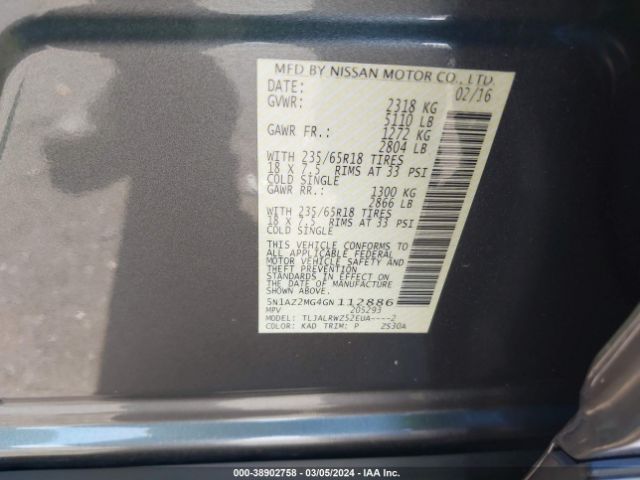 MFD BY NISSAN MOTOR CO., LTD.
DATE: 02/16
GVWR: 2318 KG
5110 LB
GAWR FR.: 1272 KG
2804 LB
WITH 235/65R18 TIRES
18 X 7.5 RIMS AT 33 PSI
COLD SINGLE
GAWR RR.: 1300 KG
2866 LB
WITH 235/65R18 TIRES
18 X 7.5 RIMS AT 33 PSI
COLD SINGLE
THIS VEHICLE CONFORMS TO
ALL APPLICABLE FEDERAL
MOTOR VEHICLE SAFETY AND
THEFT PREVENTION
STANDARDS IN EFFECT ON THE
DATE OF MANUFACTURE SHOWN
ABOVE.
5N1AZ2MG4GN112886
MPV 205293
MODEL: TLJALRWZ52EUA----2
COLOR: KAD TRIM: P ZS30A
000-38902758 - 03/05/2024 - IAA Inc.